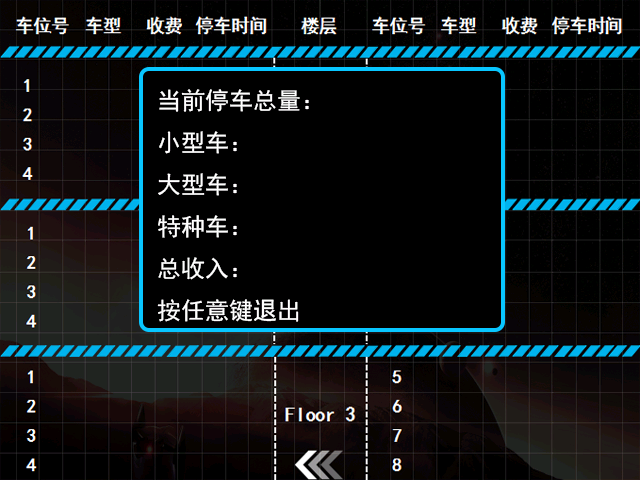 车位号 车型 收费 停车时间 楼层 车位号 车型 收费 停车时间
1
2
3
4
当前停车总量：
小型车：
大型车：
特种车：
总收入：
按任意键退出
1
2
3
4
1 5
2 Floor 3 6
3 7
4 8